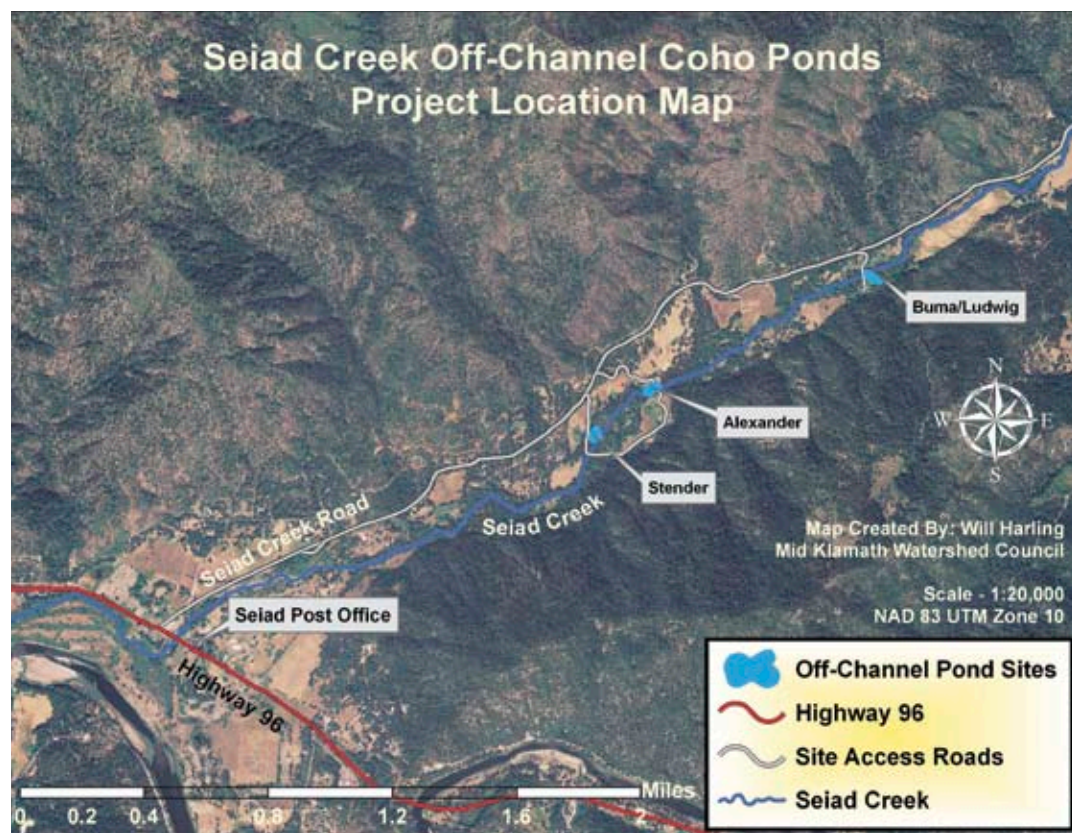 Seiad Creek Off-Channel Coho Ponds
Project Location Map
Buma/Ludwig
N
W
E
S
Alexander
Stender
Seiad Creek Road
Seiad Creek
Map Created By: Will Harling
Mid Klamath Watershed Council
Scale - 1:20,000
NAD 83 UTM Zone 10
Seiad Post Office
Highway 96
Off-Channel Pond Sites
Highway 96
Site Access Roads
Seiad Creek
Miles
0 0.2 0.4 0.8 1.2 1.6 2